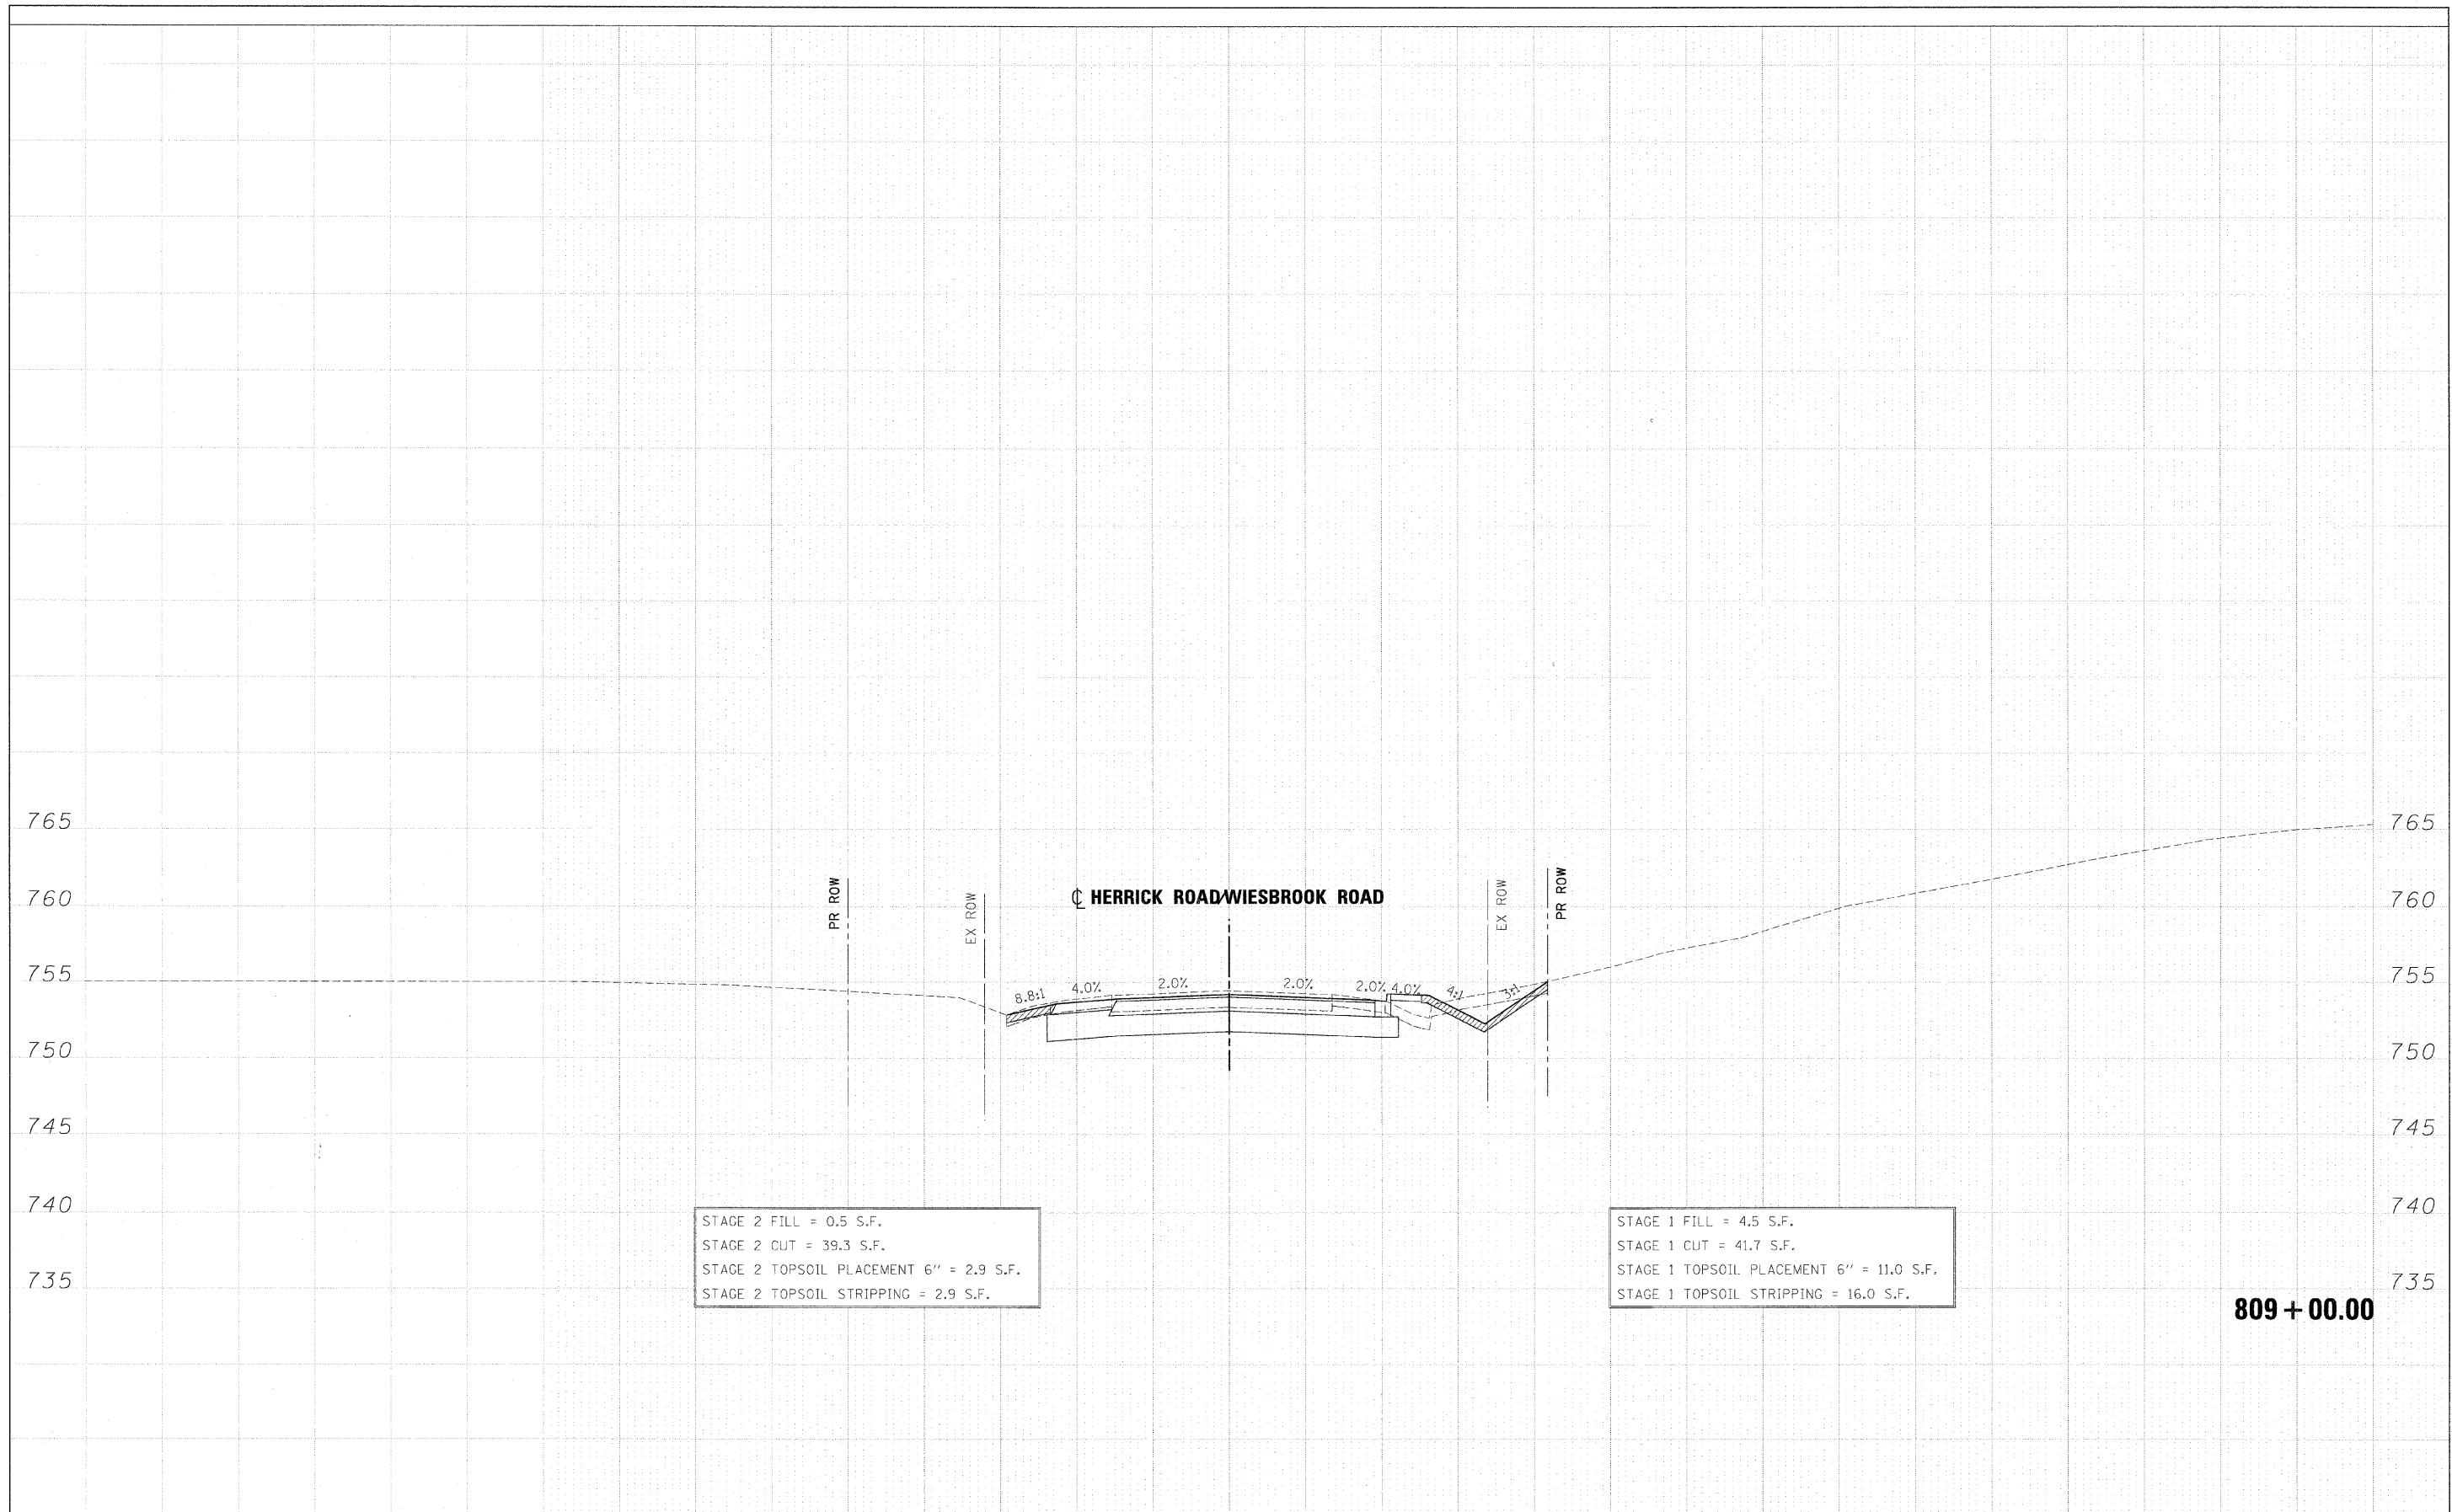 765 765
760 760
PR ROW
EX ROW
℄ HERRICK ROAD/WIESBROOK ROAD
EX ROW
PR ROW
755 755
8.8:1 4.0% 2.0% 2.0% 2.0% 4.0% 4:1 3:1
750 750
745 745
740 740
STAGE 2 FILL = 0.5 S.F.
STAGE 2 CUT = 39.3 S.F.
STAGE 2 TOPSOIL PLACEMENT 6" = 2.9 S.F.
STAGE 2 TOPSOIL STRIPPING = 2.9 S.F.
STAGE 1 FILL = 4.5 S.F.
STAGE 1 CUT = 41.7 S.F.
STAGE 1 TOPSOIL PLACEMENT 6" = 11.0 S.F.
STAGE 1 TOPSOIL STRIPPING = 16.0 S.F.
735 735
809+00.00